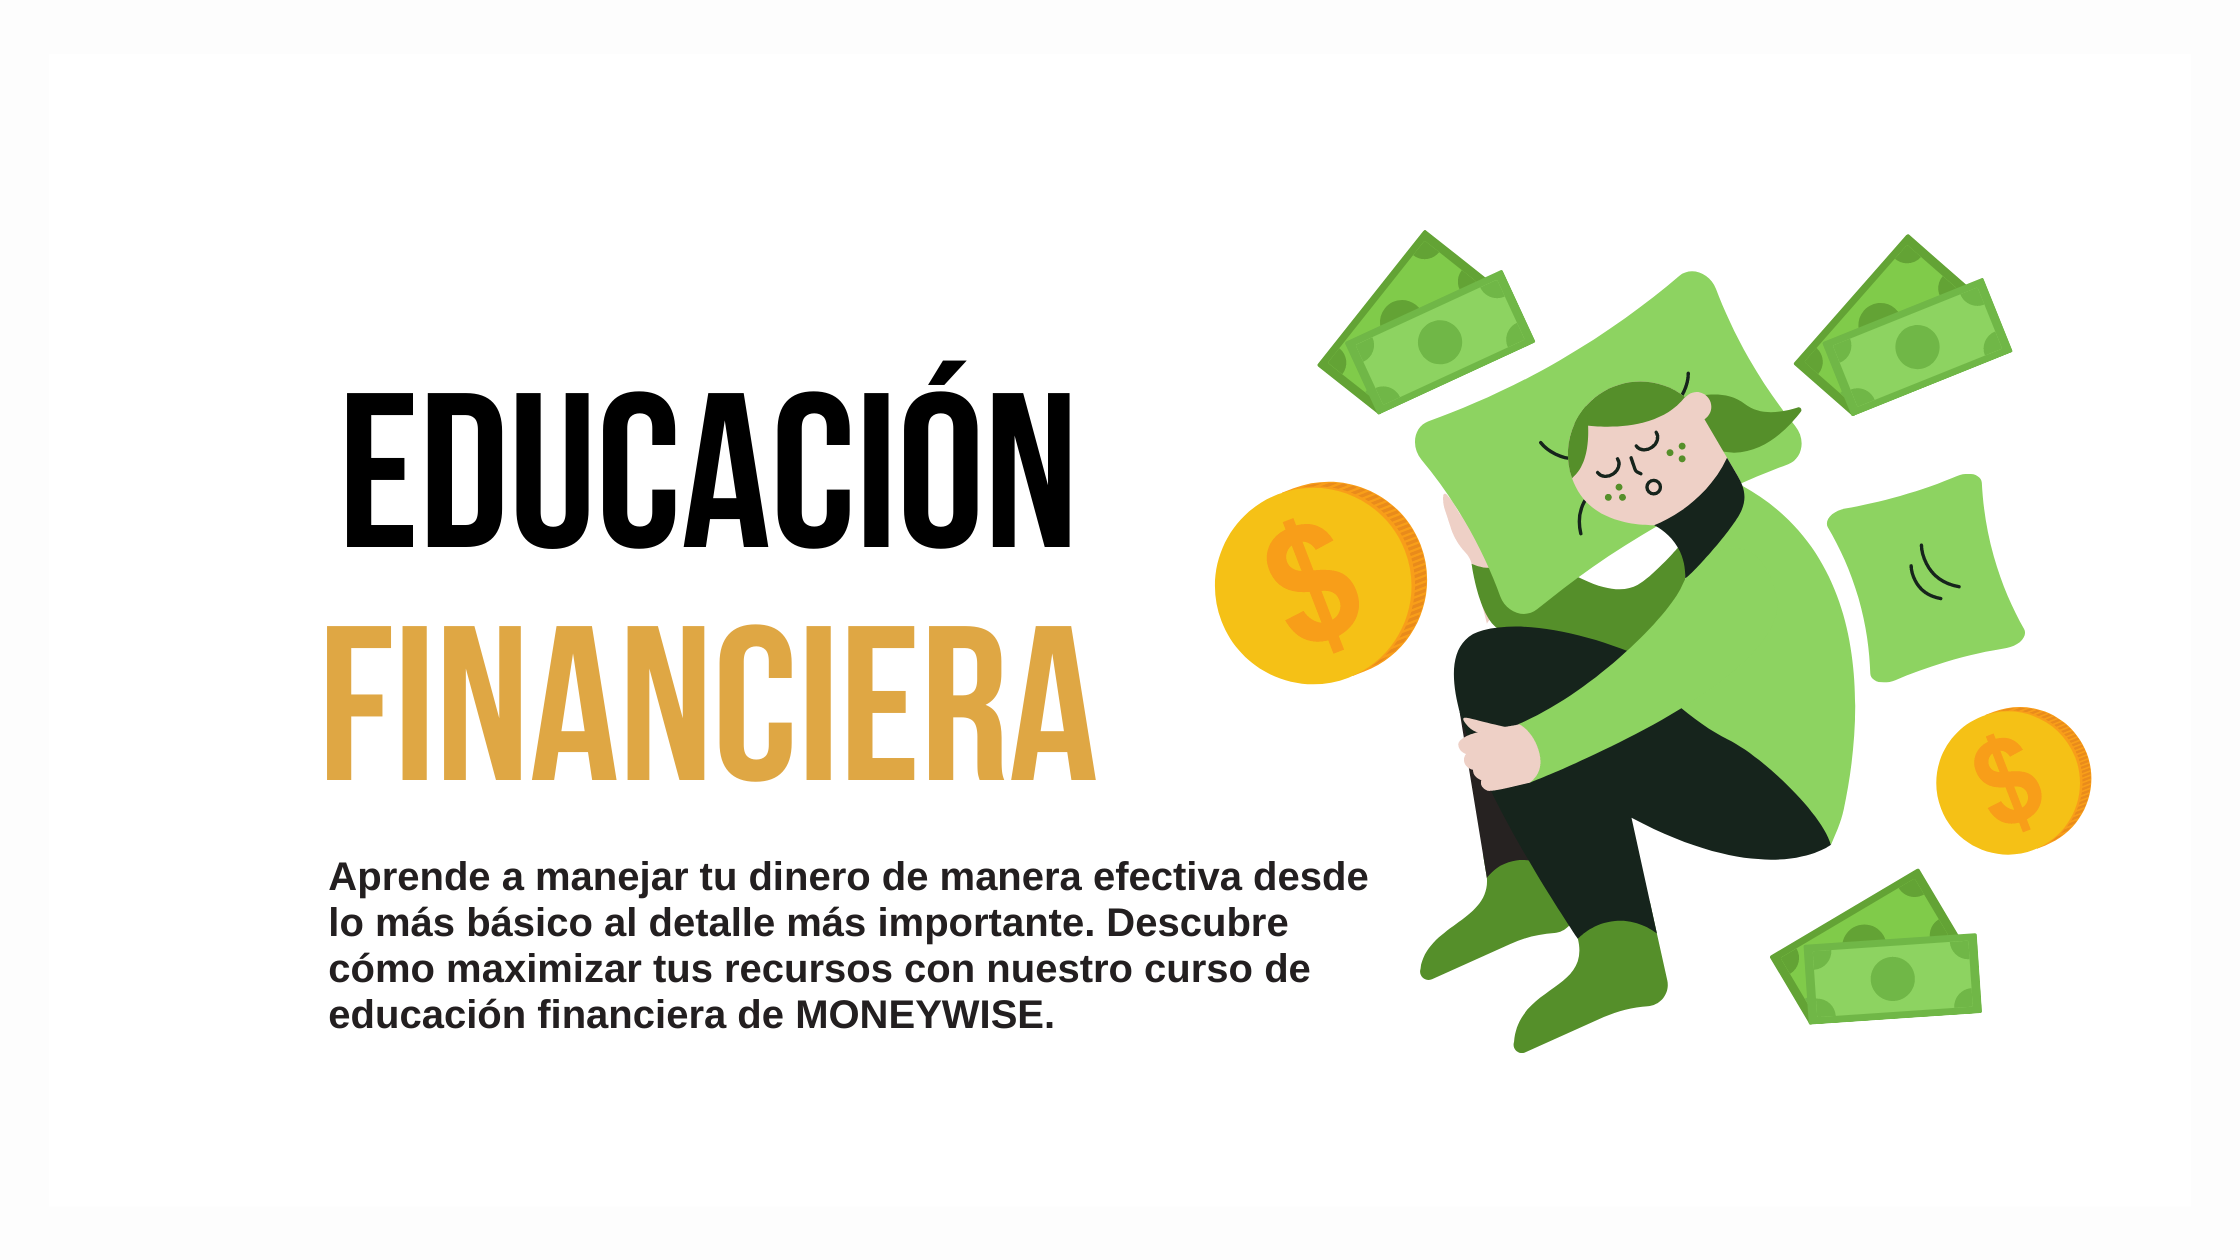 EDUCACIÓN
FINANCIERA
Aprende a manejar tu dinero de manera efectiva desde
lo más básico al detalle más importante. Descubre
cómo maximizar tus recursos con nuestro curso de
educación financiera de MONEYWISE.
$
$